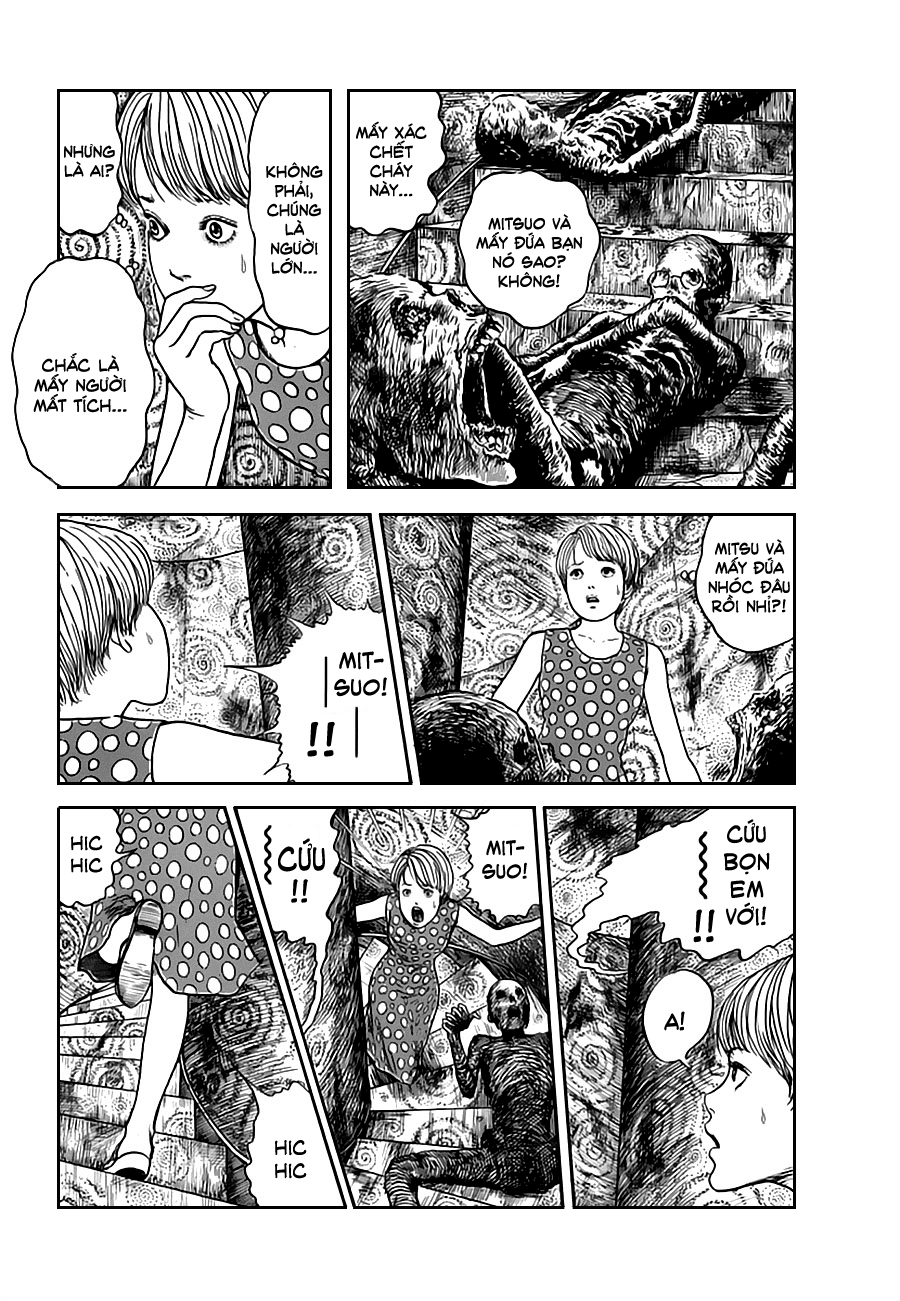 MẤY XÁC
CHẾT
CHÁY
NÀY...
MITSUO VÀ
MẤY ĐỨA BẠN
NÓ SAO?
KHÔNG!
KHÔNG
PHẢI,
CHÚNG
LÀ
NGƯỜI
LỚN...
NHƯNG
LÀ AI?
CHẮC LÀ
MẤY NGƯỜI
MẤT TÍCH...
MITSU VÀ
MẤY ĐỨA
NHÓC ĐÂU
RỒI NHỈ?!
MIT-
SUO!
!!
CỨU
BỌN
EM
VỚI!
!!
A!
MIT-
SUO!
CỨU
!!
HIC
HIC
HIC
HIC